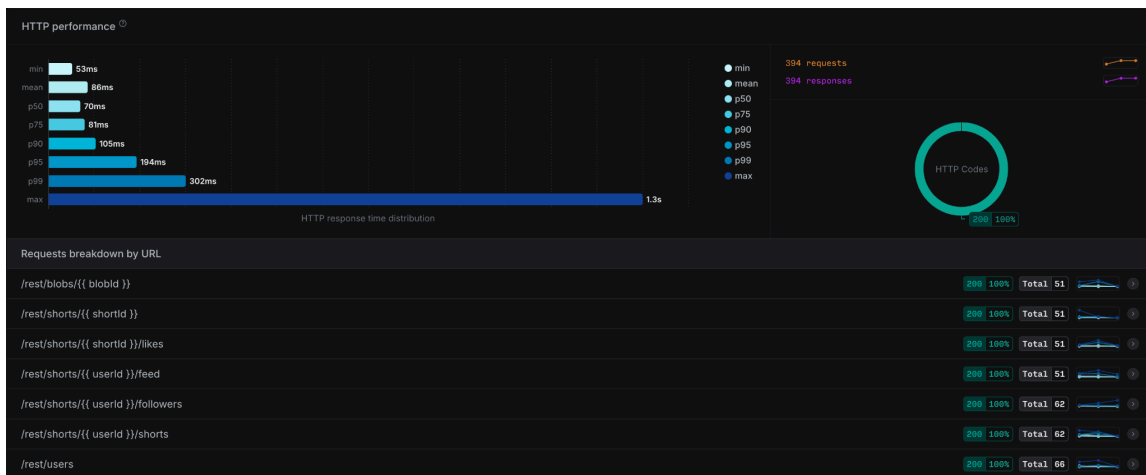 HTTP performance ?
min 53ms
mean 86ms
p50 70ms
p75 81ms
p90 105ms
p95 194ms
p99 302ms
max 1.3s
HTTP response time distribution
min
mean
p50
p75
p90
p95
p99
max
394 requests
394 responses
HTTP Codes
200 100%
Requests breakdown by URL
/rest/blobs/{{ blobId }} 200 100% Total 51
/rest/shorts/{{ shortId }} 200 100% Total 51
/rest/shorts/{{ shortId }}/likes 200 100% Total 51
/rest/shorts/{{ userId }}/feed 200 100% Total 51
/rest/shorts/{{ userId }}/followers 200 100% Total 62
/rest/shorts/{{ userId }}/shorts 200 100% Total 62
/rest/users 200 100% Total 66